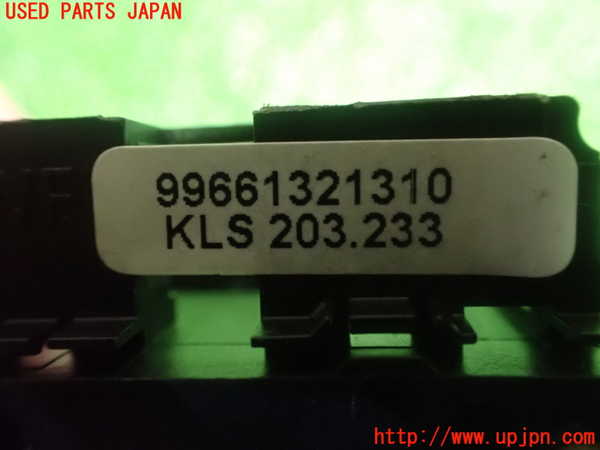 USED PARTS JAPAN
99661321310
KLS 203.233
http://www.upjpn.com/